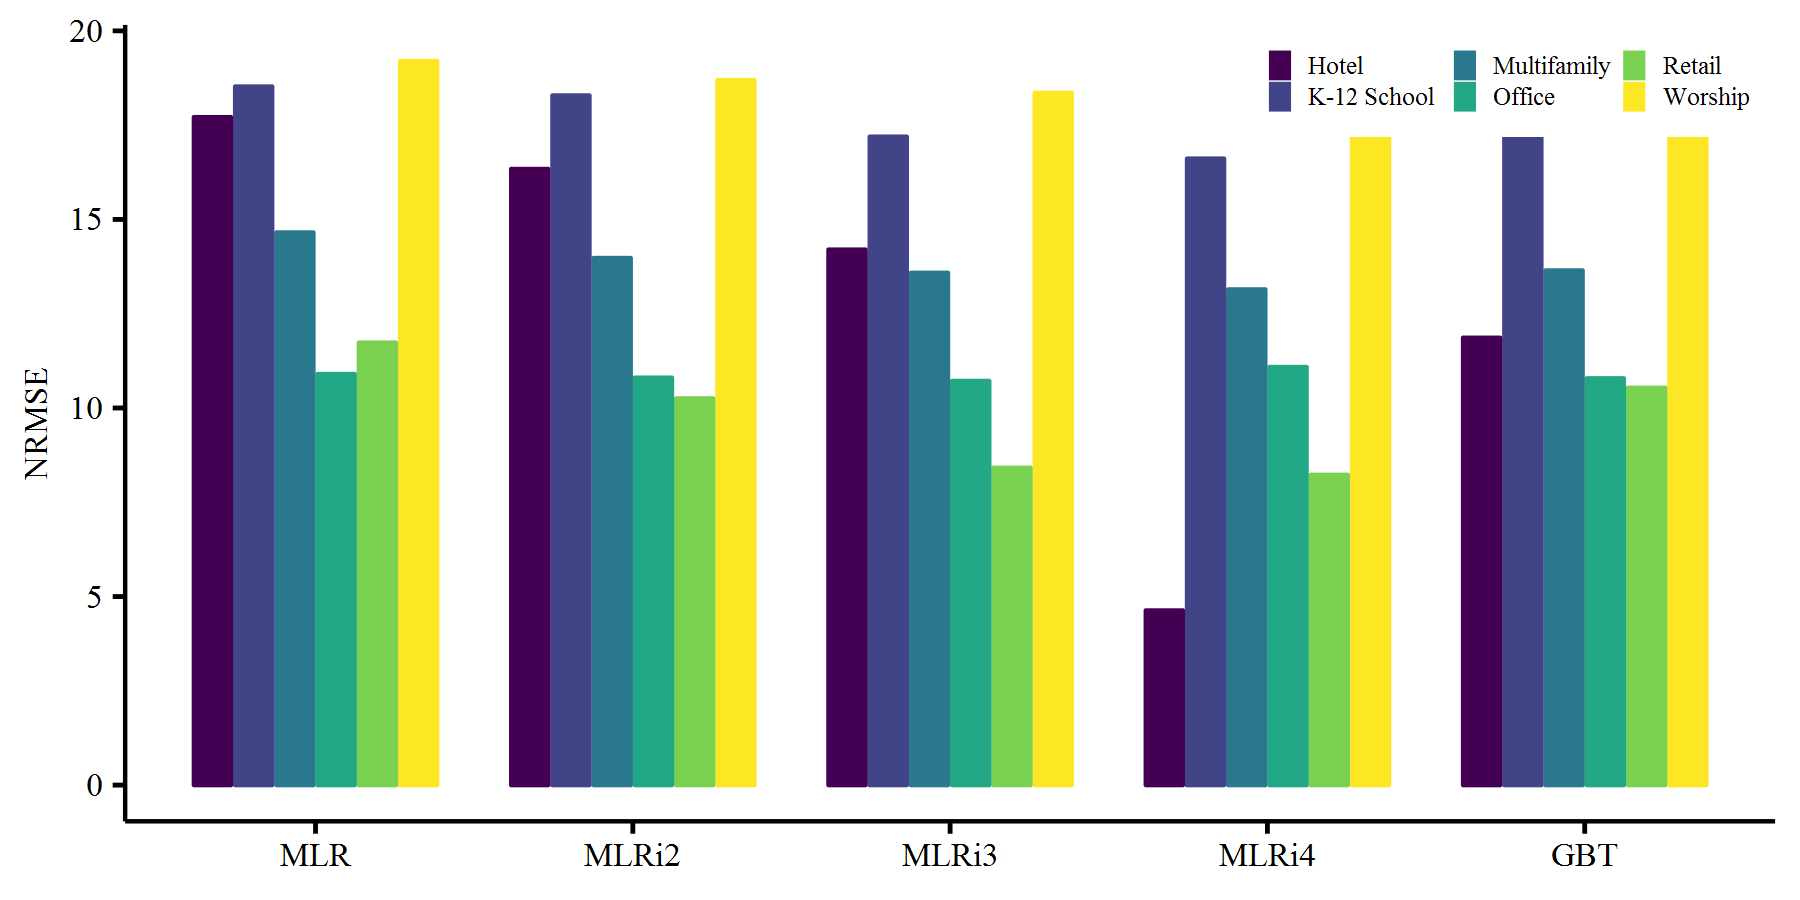 20
15
10
5
0
NRMSE
Hotel
K-12 School
Multifamily
Office
Retail
Worship
MLR
MLRi2
MLRi3
MLRi4
GBT